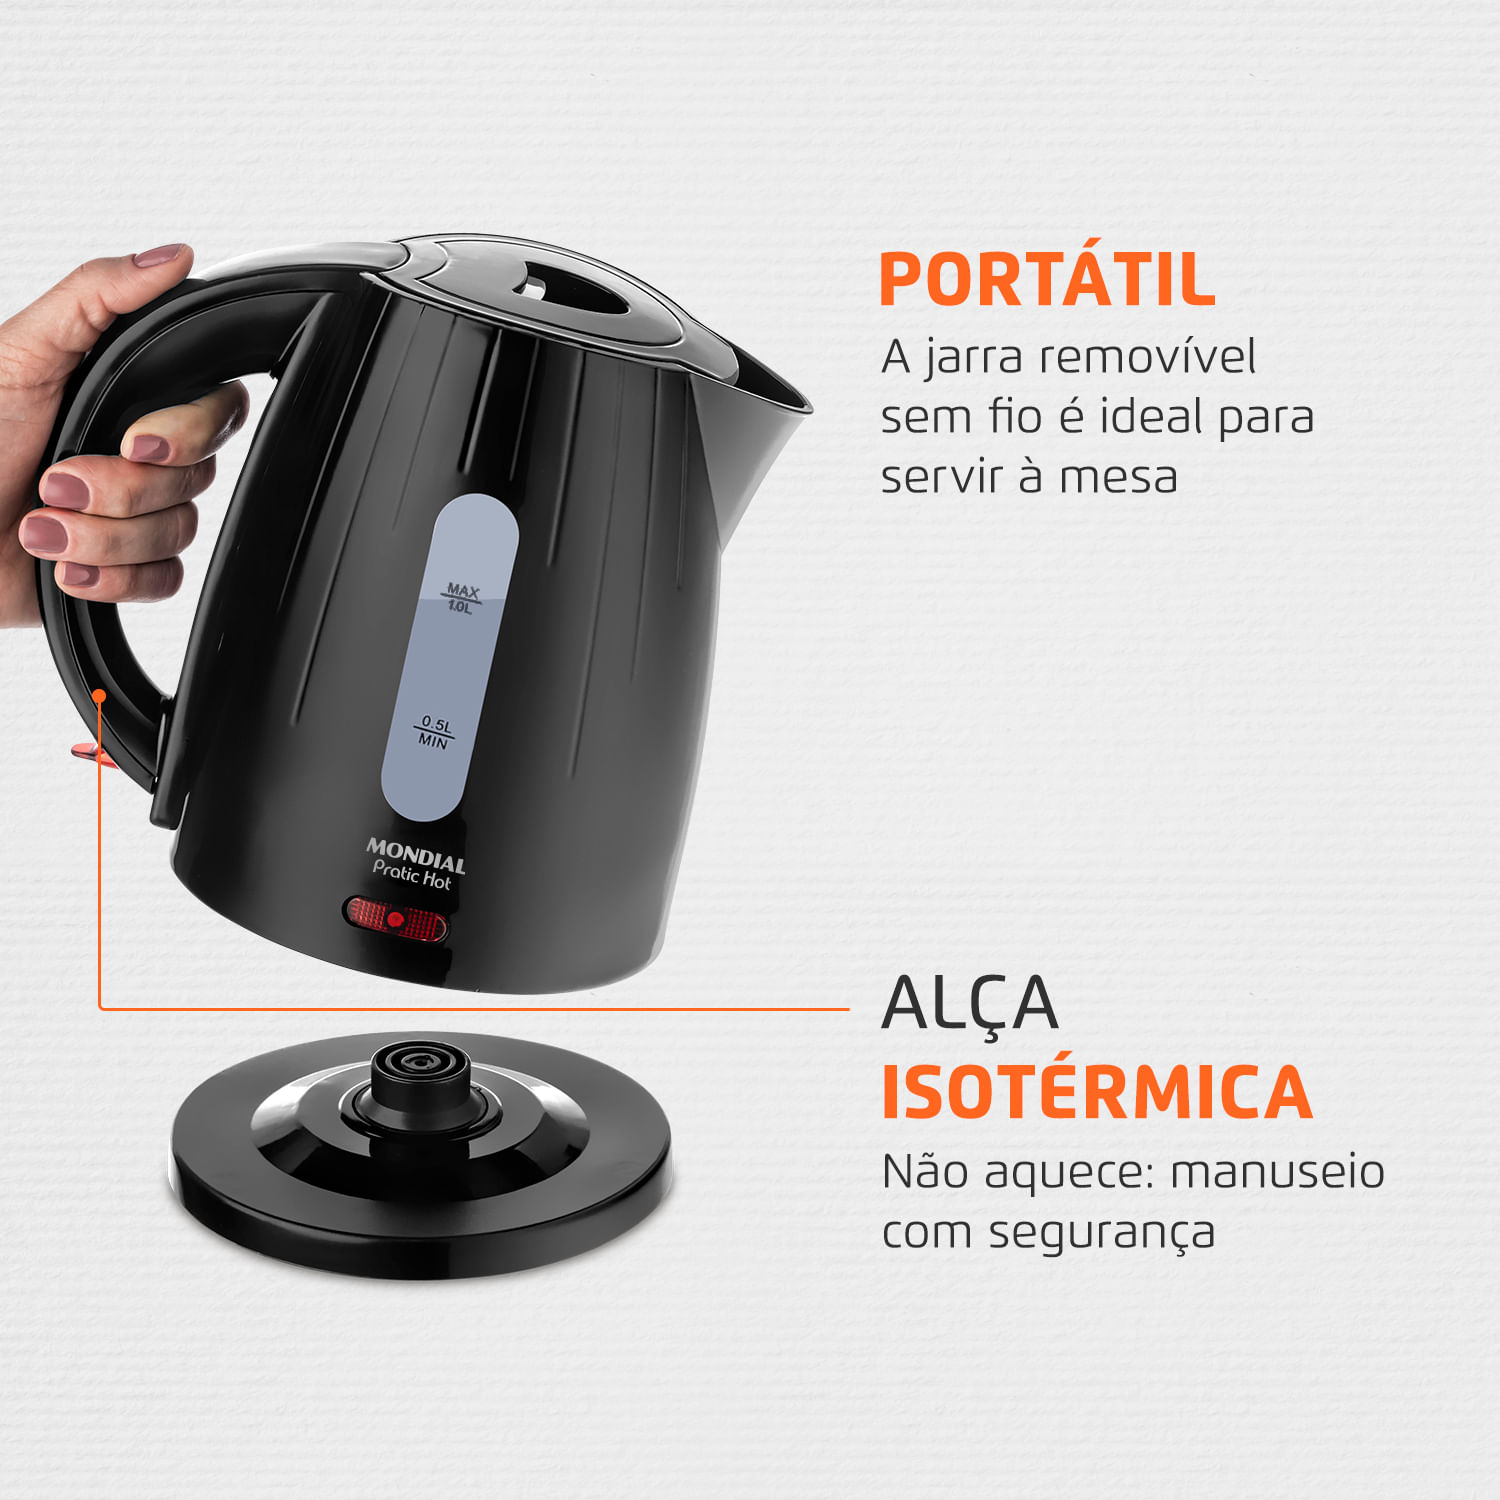 PORTÁTIL
A jarra removível
sem fio é ideal para
servir à mesa
MAX
1.0L
0.5L
MIN
MONDIAL
Pratic Hot
ALÇA
ISOTÉRMICA
Não aquece: manuseio
com segurança